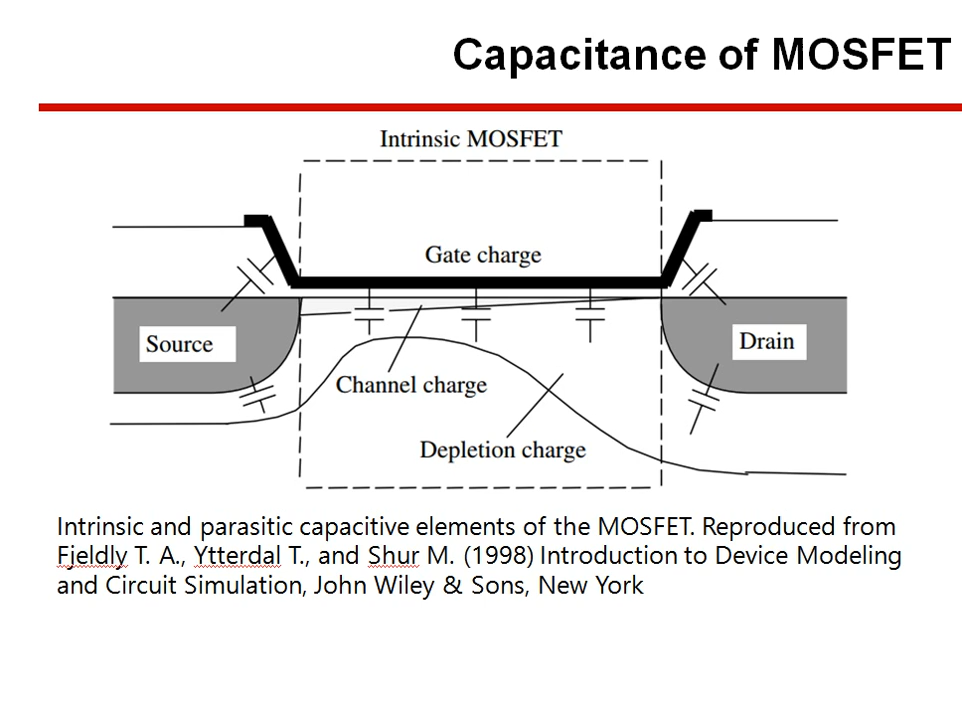 Capacitance of MOSFET
Intrinsic MOSFET
Gate charge
Source
Drain
Channel charge
Depletion charge
Intrinsic and parasitic capacitive elements of the MOSFET. Reproduced from
Fjeldly T. A., Ytterdal T., and Shur M. (1998) Introduction to Device Modeling
and Circuit Simulation, John Wiley & Sons, New York